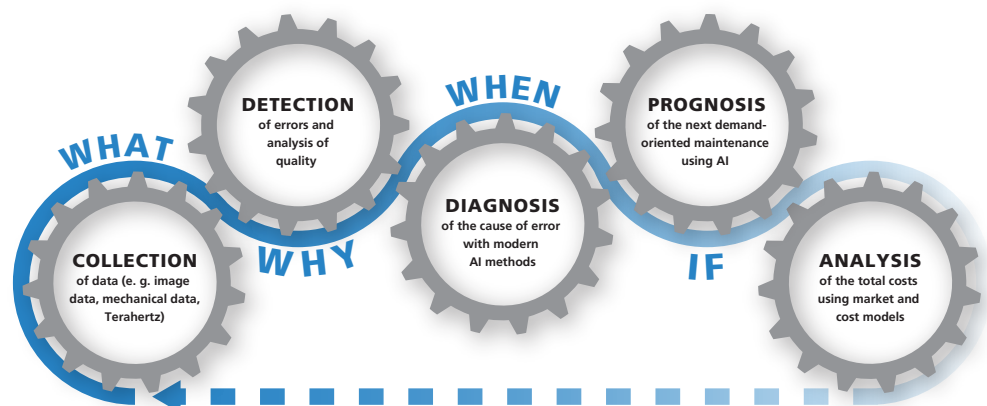 WHAT
COLLECTION
of data (e. g. image
data, mechanical data,
Terahertz)
DETECTION
of errors and
analysis of
quality
WHY
WHEN
DIAGNOSIS
of the cause of error
with modern
AI methods
PROGNOSIS
of the next demand-
oriented maintenance
using AI
IF
ANALYSIS
of the total costs
using market and
cost models